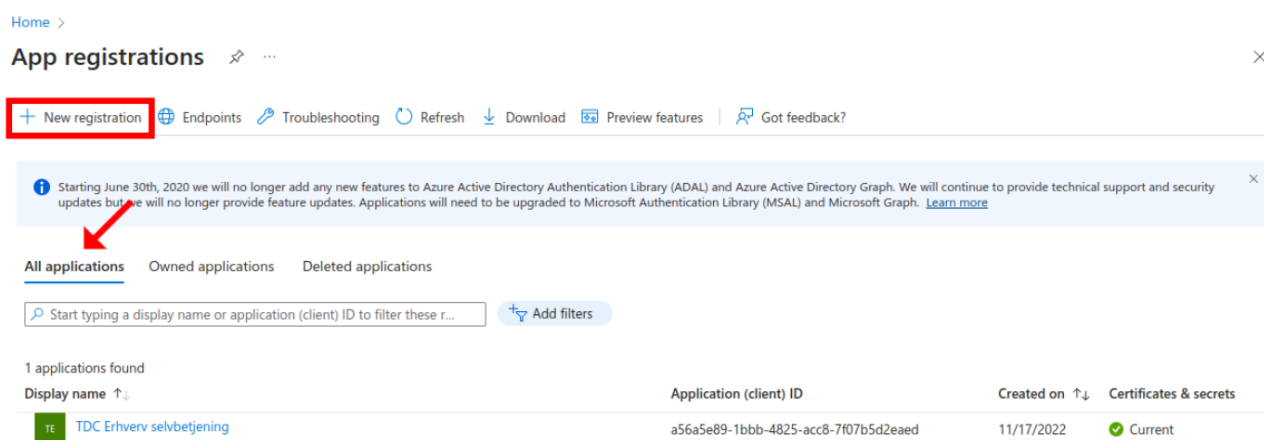 Home >
App registrations ...
+ New registration Endpoints Troubleshooting Refresh Download Preview features Got feedback?
Starting June 30th, 2020 we will no longer add any new features to Azure Active Directory Authentication Library (ADAL) and Azure Active Directory Graph. We will continue to provide technical support and security
updates but we will no longer provide feature updates. Applications will need to be upgraded to Microsoft Authentication Library (MSAL) and Microsoft Graph. Learn more
All applications Owned applications Deleted applications
Start typing a display name or application (client) ID to filter these r... Add filters
1 applications found
Display name ↑↓ Application (client) ID Created on ↑↓ Certificates & secrets
TE TDC Erhverv selvbetjening a56a5e89-1bbb-4825-acc8-7f07b5d2eaed 11/17/2022 Current